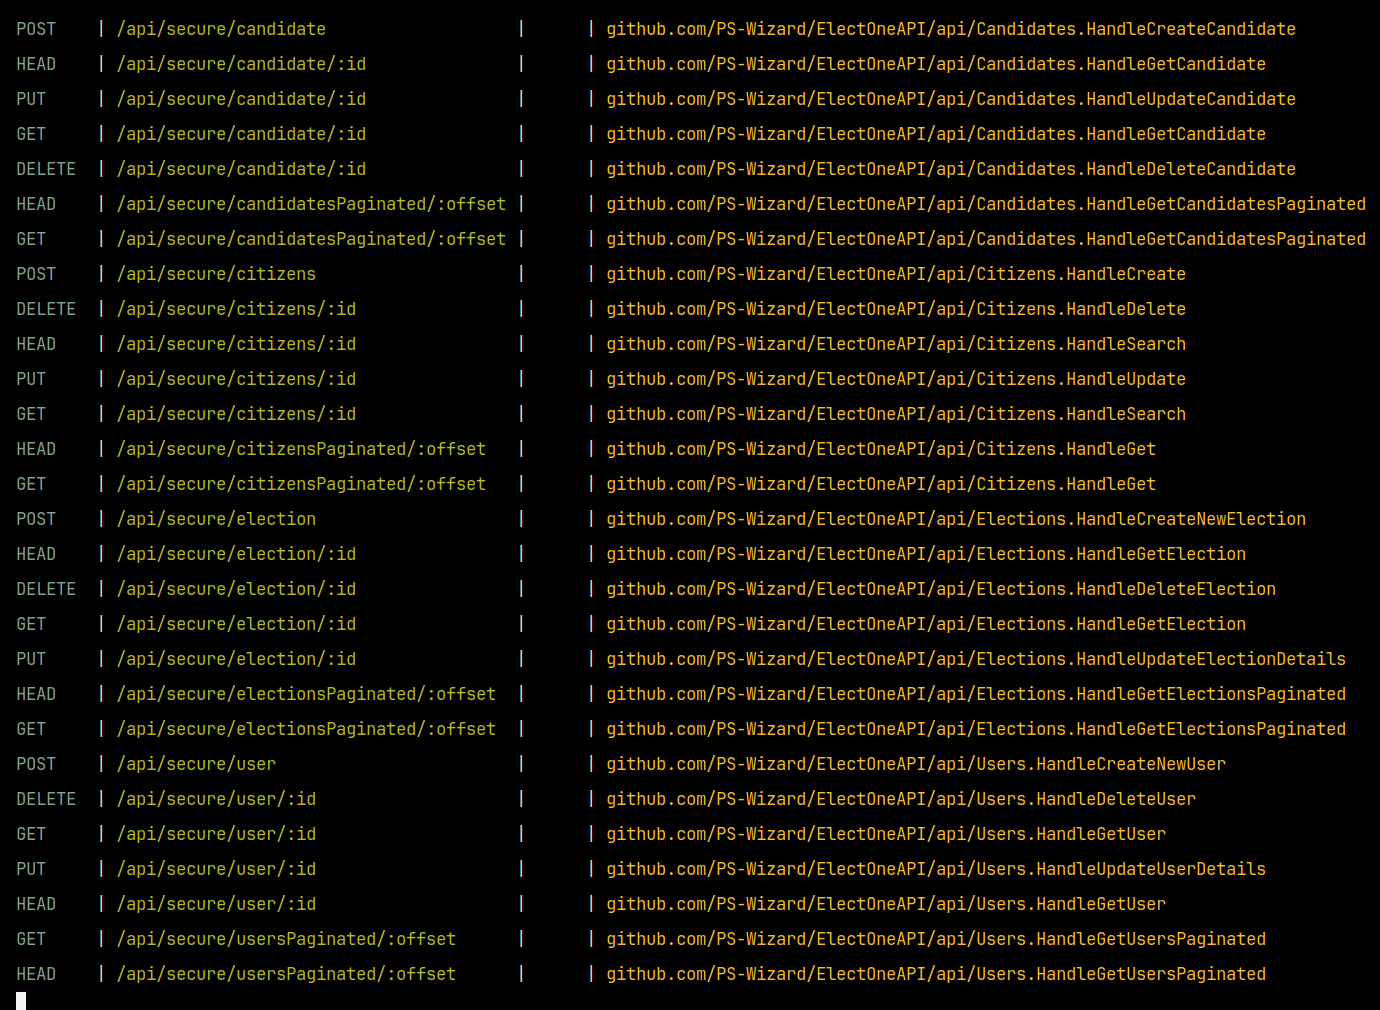 POST | /api/secure/candidate | | github.com/PS-Wizard/ElectOneAPI/api/Candidates.HandleCreateCandidate
HEAD | /api/secure/candidate/:id | | github.com/PS-Wizard/ElectOneAPI/api/Candidates.HandleGetCandidate
PUT | /api/secure/candidate/:id | | github.com/PS-Wizard/ElectOneAPI/api/Candidates.HandleUpdateCandidate
GET | /api/secure/candidate/:id | | github.com/PS-Wizard/ElectOneAPI/api/Candidates.HandleGetCandidate
DELETE | /api/secure/candidate/:id | | github.com/PS-Wizard/ElectOneAPI/api/Candidates.HandleDeleteCandidate
HEAD | /api/secure/candidatesPaginated/:offset | | github.com/PS-Wizard/ElectOneAPI/api/Candidates.HandleGetCandidatesPaginated
GET | /api/secure/candidatesPaginated/:offset | | github.com/PS-Wizard/ElectOneAPI/api/Candidates.HandleGetCandidatesPaginated
POST | /api/secure/citizens | | github.com/PS-Wizard/ElectOneAPI/api/Citizens.HandleCreate
DELETE | /api/secure/citizens/:id | | github.com/PS-Wizard/ElectOneAPI/api/Citizens.HandleDelete
HEAD | /api/secure/citizens/:id | | github.com/PS-Wizard/ElectOneAPI/api/Citizens.HandleSearch
PUT | /api/secure/citizens/:id | | github.com/PS-Wizard/ElectOneAPI/api/Citizens.HandleUpdate
GET | /api/secure/citizens/:id | | github.com/PS-Wizard/ElectOneAPI/api/Citizens.HandleSearch
HEAD | /api/secure/citizensPaginated/:offset | | github.com/PS-Wizard/ElectOneAPI/api/Citizens.HandleGet
GET | /api/secure/citizensPaginated/:offset | | github.com/PS-Wizard/ElectOneAPI/api/Citizens.HandleGet
POST | /api/secure/election | | github.com/PS-Wizard/ElectOneAPI/api/Elections.HandleCreateNewElection
HEAD | /api/secure/election/:id | | github.com/PS-Wizard/ElectOneAPI/api/Elections.HandleGetElection
DELETE | /api/secure/election/:id | | github.com/PS-Wizard/ElectOneAPI/api/Elections.HandleDeleteElection
GET | /api/secure/election/:id | | github.com/PS-Wizard/ElectOneAPI/api/Elections.HandleGetElection
PUT | /api/secure/election/:id | | github.com/PS-Wizard/ElectOneAPI/api/Elections.HandleUpdateElectionDetails
HEAD | /api/secure/electionsPaginated/:offset | | github.com/PS-Wizard/ElectOneAPI/api/Elections.HandleGetElectionsPaginated
GET | /api/secure/electionsPaginated/:offset | | github.com/PS-Wizard/ElectOneAPI/api/Elections.HandleGetElectionsPaginated
POST | /api/secure/user | | github.com/PS-Wizard/ElectOneAPI/api/Users.HandleCreateNewUser
DELETE | /api/secure/user/:id | | github.com/PS-Wizard/ElectOneAPI/api/Users.HandleDeleteUser
GET | /api/secure/user/:id | | github.com/PS-Wizard/ElectOneAPI/api/Users.HandleGetUser
PUT | /api/secure/user/:id | | github.com/PS-Wizard/ElectOneAPI/api/Users.HandleUpdateUserDetails
HEAD | /api/secure/user/:id | | github.com/PS-Wizard/ElectOneAPI/api/Users.HandleGetUser
GET | /api/secure/usersPaginated/:offset | | github.com/PS-Wizard/ElectOneAPI/api/Users.HandleGetUsersPaginated
HEAD | /api/secure/usersPaginated/:offset | | github.com/PS-Wizard/ElectOneAPI/api/Users.HandleGetUsersPaginated